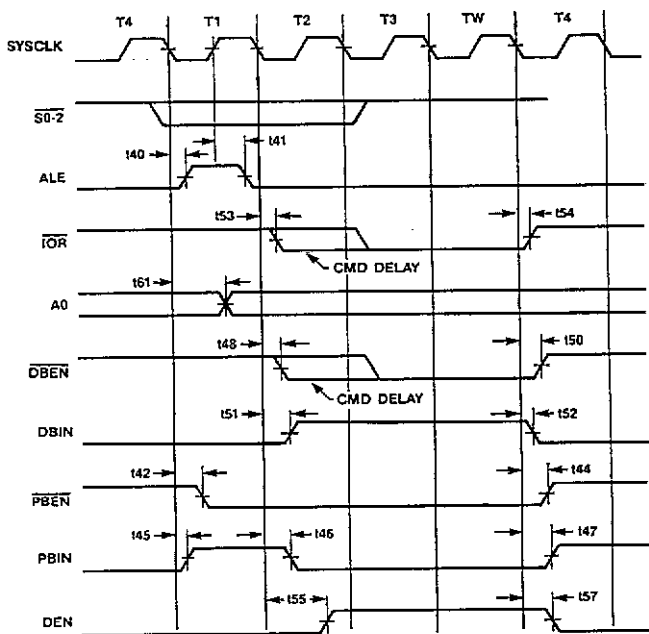 T4 T1 T2 T3 TW T4
SYSCLK
S0-2
t40 t41
ALE
t53 t54
IOR
CMD DELAY
t61
A0
t48 t50
DBEN
CMD DELAY
t51 t52
DBIN
t42 t44
PBEN
t45 t46 t47
PBIN
t55 t57
DEN